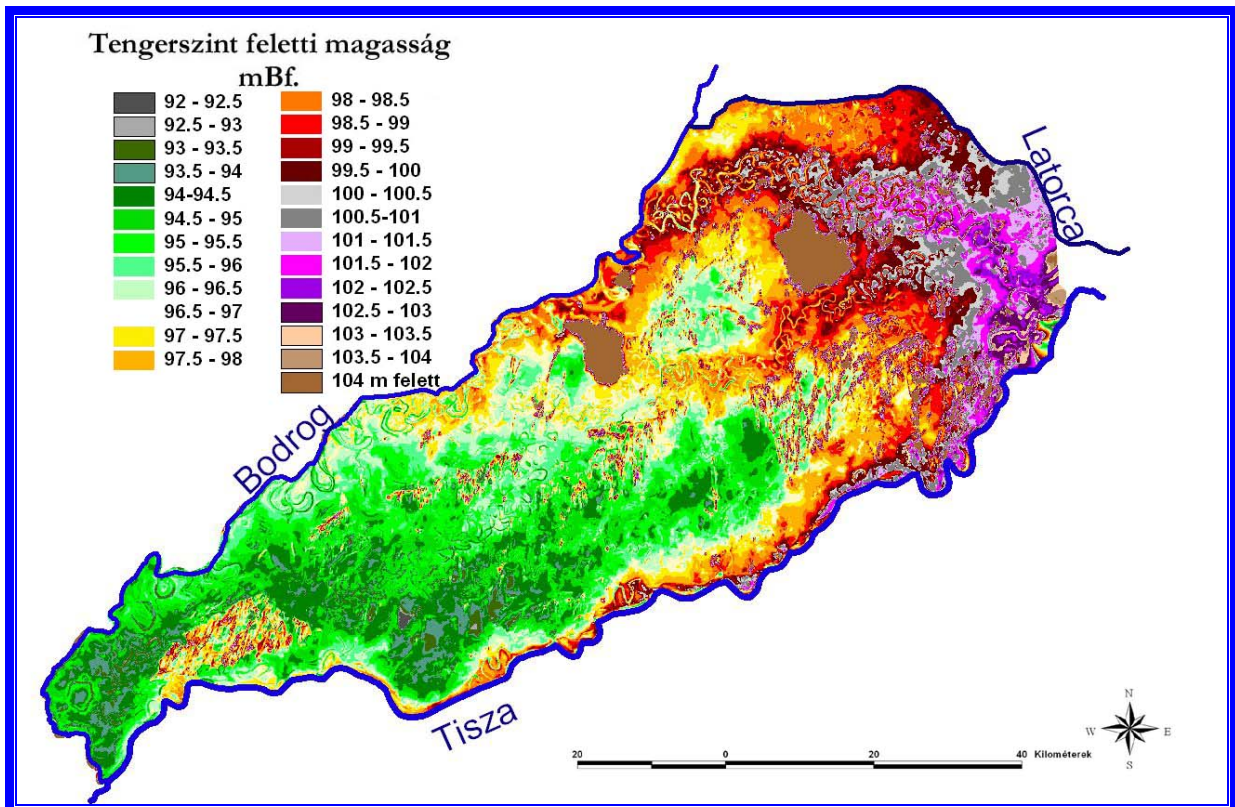 Tengerszint feletti magasság
mBf.
92 - 92.5
92.5 - 93
93 - 93.5
93.5 - 94
94-94.5
94.5 - 95
95 - 95.5
95.5 - 96
96 - 96.5
96.5 - 97
97 - 97.5
97.5 - 98
98 - 98.5
98.5 - 99
99 - 99.5
99.5 - 100
100 - 100.5
100.5-101
101 - 101.5
101.5 - 102
102 - 102.5
102.5 - 103
103 - 103.5
103.5 - 104
104 m felett
Latorca
Bodrog
Tisza
N
W E
S
20 0 20 40 Kilométerek